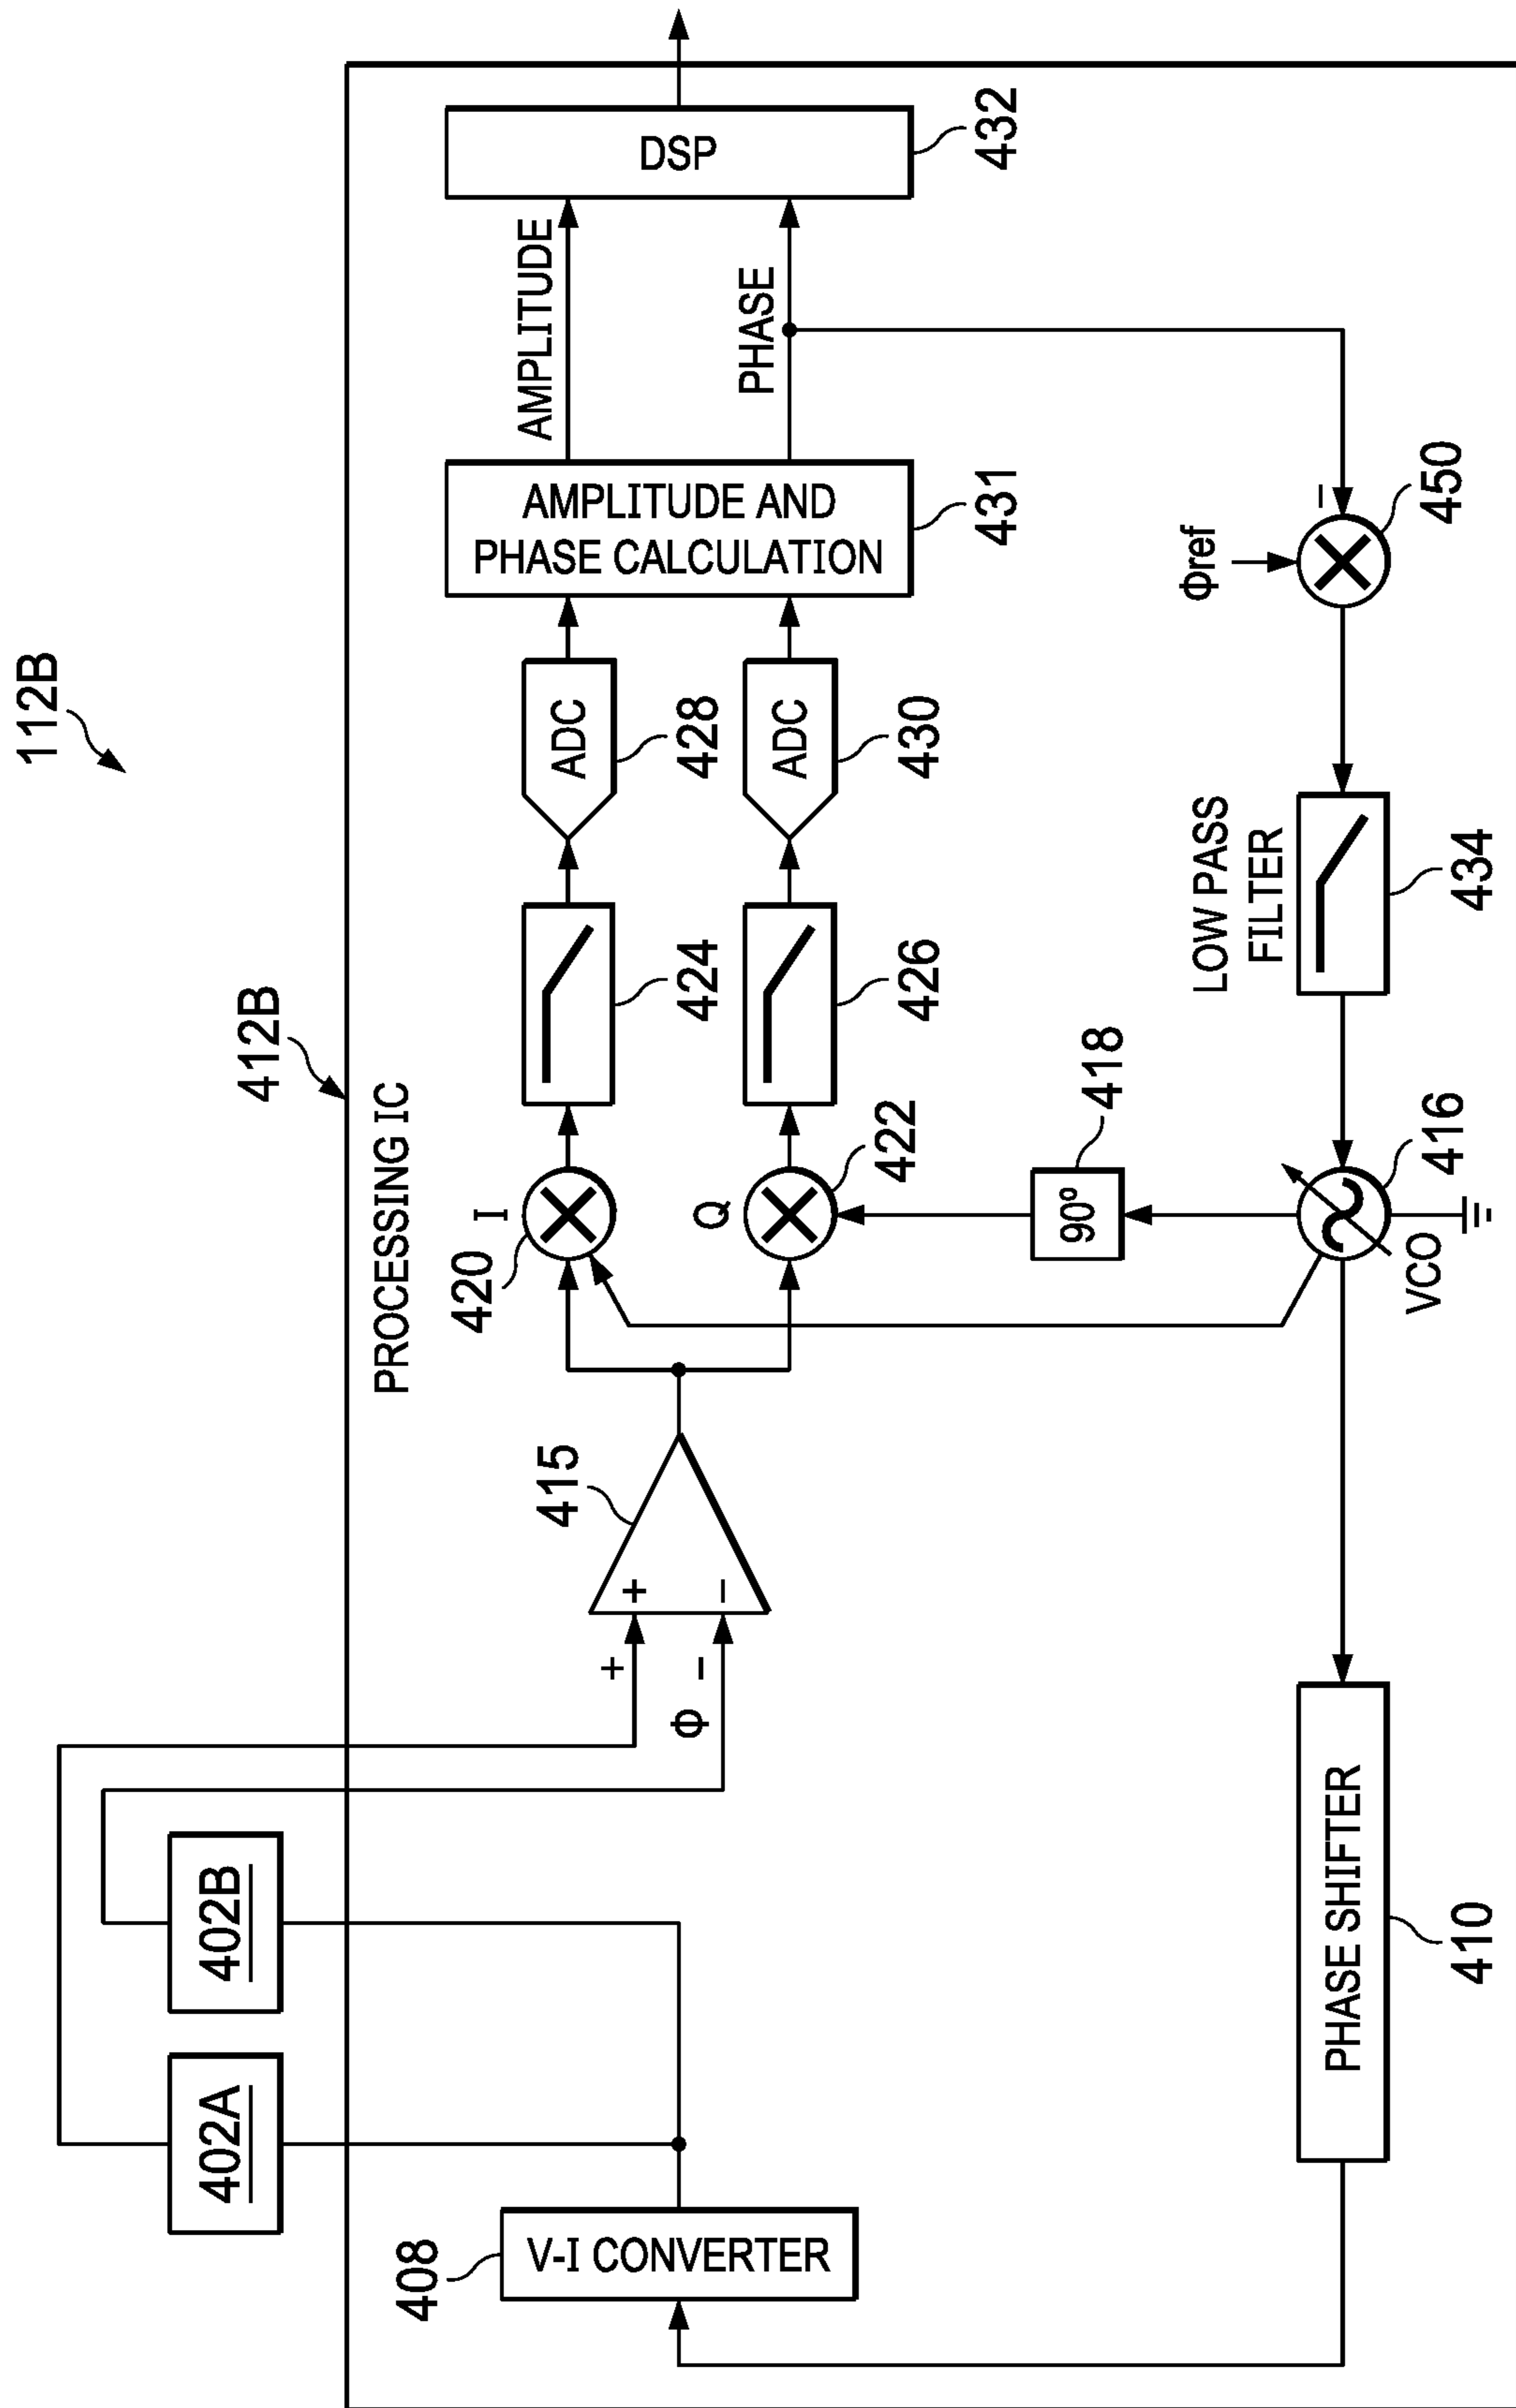 112B
412B
PROCESSING IC
402A
402B
408
V-I CONVERTER
+
Φ
-
+
-
415
420
I
Q
422
424
426
ADC
428
ADC
430
AMPLITUDE AND
PHASE CALCULATION
431
AMPLITUDE
PHASE
DSP
432
90º
418
PHASE SHIFTER
410
VCO
416
LOW PASS
FILTER
434
Φref
-
450